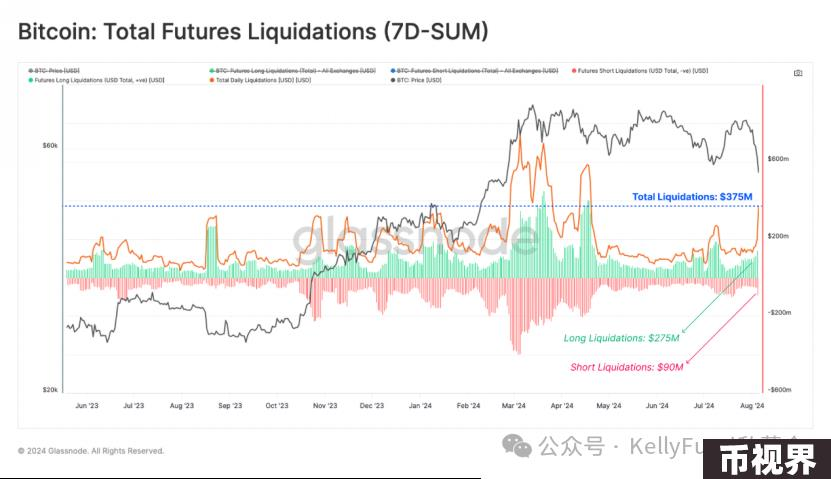 Bitcoin: Total Futures Liquidations (7D-SUM)
BTC: Price [USD]
BTC: Futures Long Liquidations (Total) - All Exchanges [USD]
BTC: Futures Short Liquidations (Total) - All Exchanges [USD]
Futures Short Liquidations (USD Total, -ve) [USD]
Futures Long Liquidations (USD Total, +ve) [USD]
Total Daily Liquidations [USD] [USD]
BTC: Price [USD]
$60k
$600m
Total Liquidations: $375M
$200m
glassnode
-$200m
Long Liquidations: $275M
Short Liquidations: $90M
$20k
-$600m
Jun '23 Jul '23 Aug '23 Sep '23 Oct '23 Nov '23 Dec '23 Jan '24 Feb '24 Mar '24 Apr '24 May '24 Jun '24 Jul '24 Aug '24
© 2024 Glassnode. All Rights Reserved.
公众号 · KellyFu
币视界